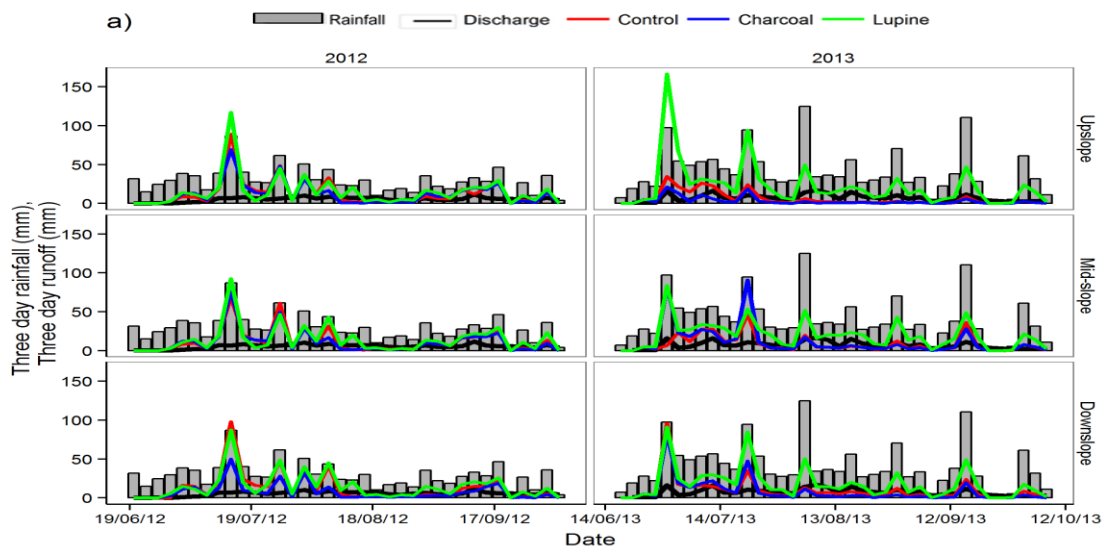 a)
Rainfall Discharge Control Charcoal Lupine
2012 2013
150
100
50
0
Upslope
150
100
50
0
Mid-slope
150
100
50
0
Downslope
Three day rainfall (mm),
Three day runoff (mm)
19/06/12 19/07/12 18/08/12 17/09/12 14/06/13 14/07/13 13/08/13 12/09/13 12/10/13
Date